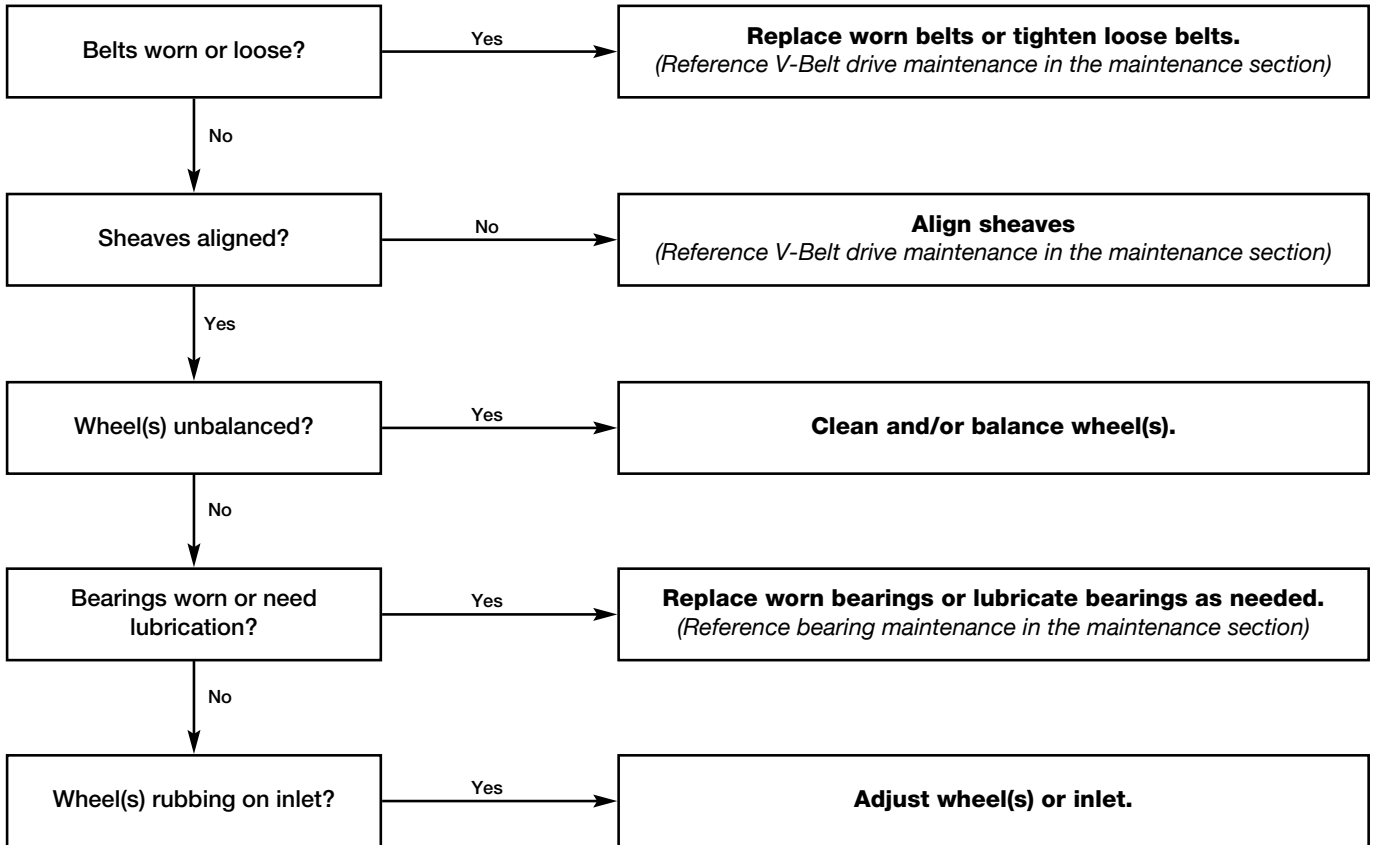 Belts worn or loose?
Yes
Replace worn belts or tighten loose belts.
(Reference V-Belt drive maintenance in the maintenance section)
No
Sheaves aligned?
No
Align sheaves
(Reference V-Belt drive maintenance in the maintenance section)
Yes
Wheel(s) unbalanced?
Yes
Clean and/or balance wheel(s).
No
Bearings worn or need
lubrication?
Yes
Replace worn bearings or lubricate bearings as needed.
(Reference bearing maintenance in the maintenance section)
No
Wheel(s) rubbing on inlet?
Yes
Adjust wheel(s) or inlet.